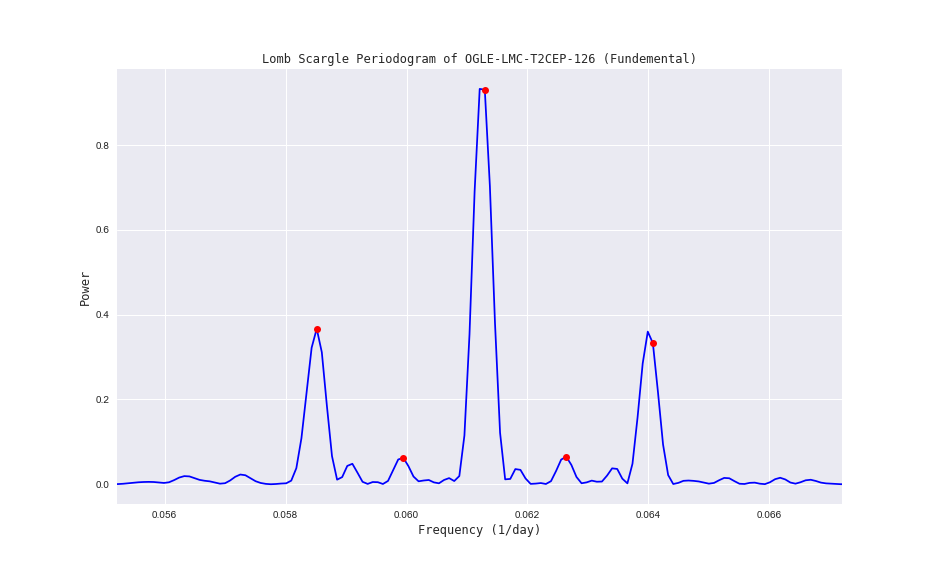 Lomb Scargle Periodogram of OGLE-LMC-T2CEP-126 (Fundemental)
0.8
0.6
0.4
0.2
0.0
Power
0.056 0.058 0.060 0.062 0.064 0.066
Frequency (1/day)